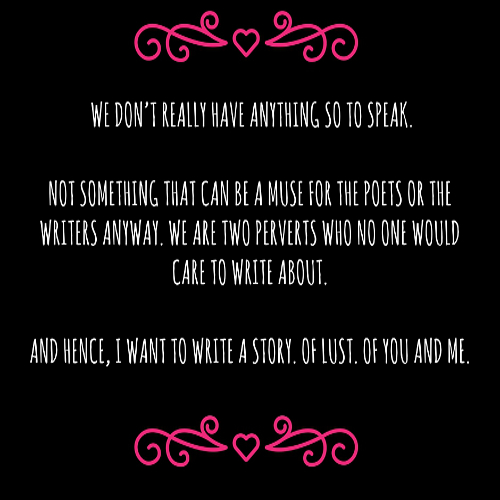 WE DON'T REALLY HAVE ANYTHING SO TO SPEAK.
NOT SOMETHING THAT CAN BE A MUSE FOR THE POETS OR THE
WRITERS ANYWAY. WE ARE TWO PERVERTS WHO NO ONE WOULD
CARE TO WRITE ABOUT.
AND HENCE, I WANT TO WRITE A STORY. OF LUST. OF YOU AND ME.